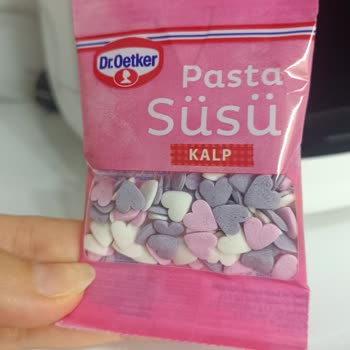 Dr.Oetker
Pasta
Süsü
KALP